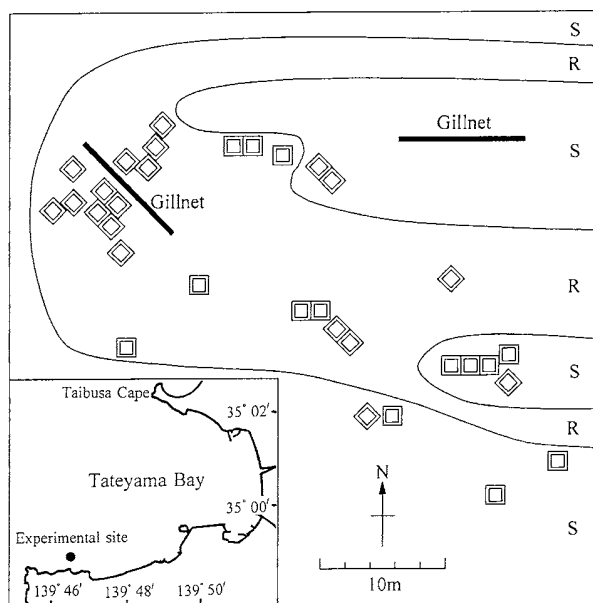 S
R
Gillnet
S
Gillnet
R
S
R
S
N
10m
Taibusa Cape
35° 02′
Tateyama Bay
35° 00′
Experimental site
139° 46′ 139° 48′ 139° 50′